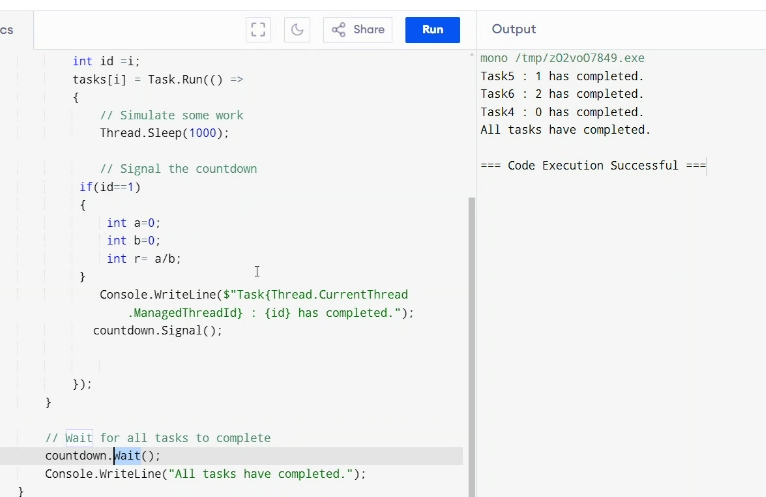 cs
Share
Run
Output
int id =i;
tasks[i] = Task.Run(() =>
{
// Simulate some work
Thread.Sleep(1000);
// Signal the countdown
if(id==1)
{
int a=0;
int b=0;
int r= a/b;
}
Console.WriteLine($"Task{Thread.CurrentThread
.ManagedThreadId} : {id} has completed.");
countdown.Signal();
});
}
// Wait for all tasks to complete
countdown.Wait();
Console.WriteLine("All tasks have completed.");
}
mono /tmp/zO2voO7849.exe
Task5 : 1 has completed.
Task6 : 2 has completed.
Task4 : 0 has completed.
All tasks have completed.
=== Code Execution Successful ===